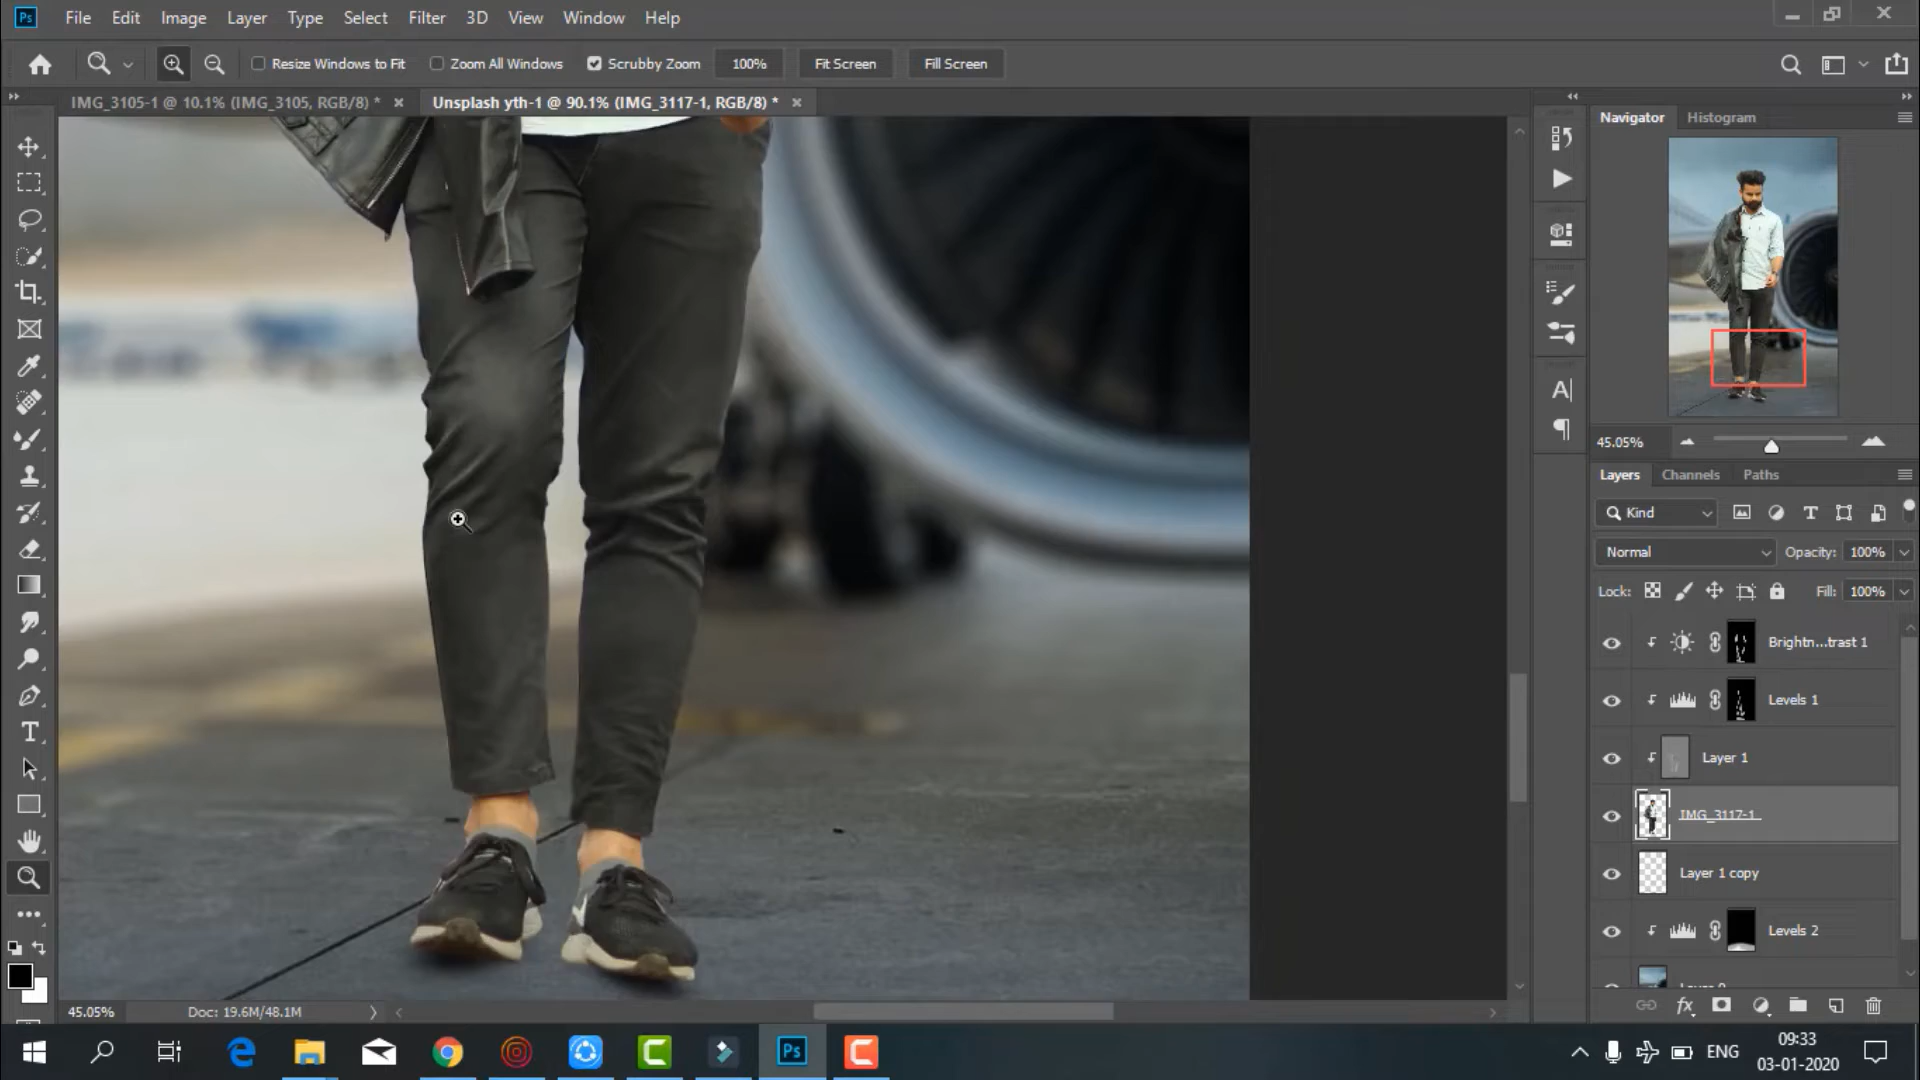 Ps File Edit Image Layer Type Select Filter 3D View Window Help
Resize Windows to Fit Zoom All Windows Scrubby Zoom 100% Fit Screen Fill Screen
IMG_3105-1 @ 10.1% (IMG_3105, RGB/8) * Unsplash yth-1 @ 90.1% (IMG_3117-1, RGB/8) *
Navigator Histogram
45.05%
Layers Channels Paths
Kind
Normal Opacity: 100%
Lock: Fill: 100%
Brightn...trast 1
Levels 1
Layer 1
IMG_3117-1
Layer 1 copy
Levels 2
45.05% Doc: 19.6M/48.1M
Ps
ENG
09:33
03-01-2020